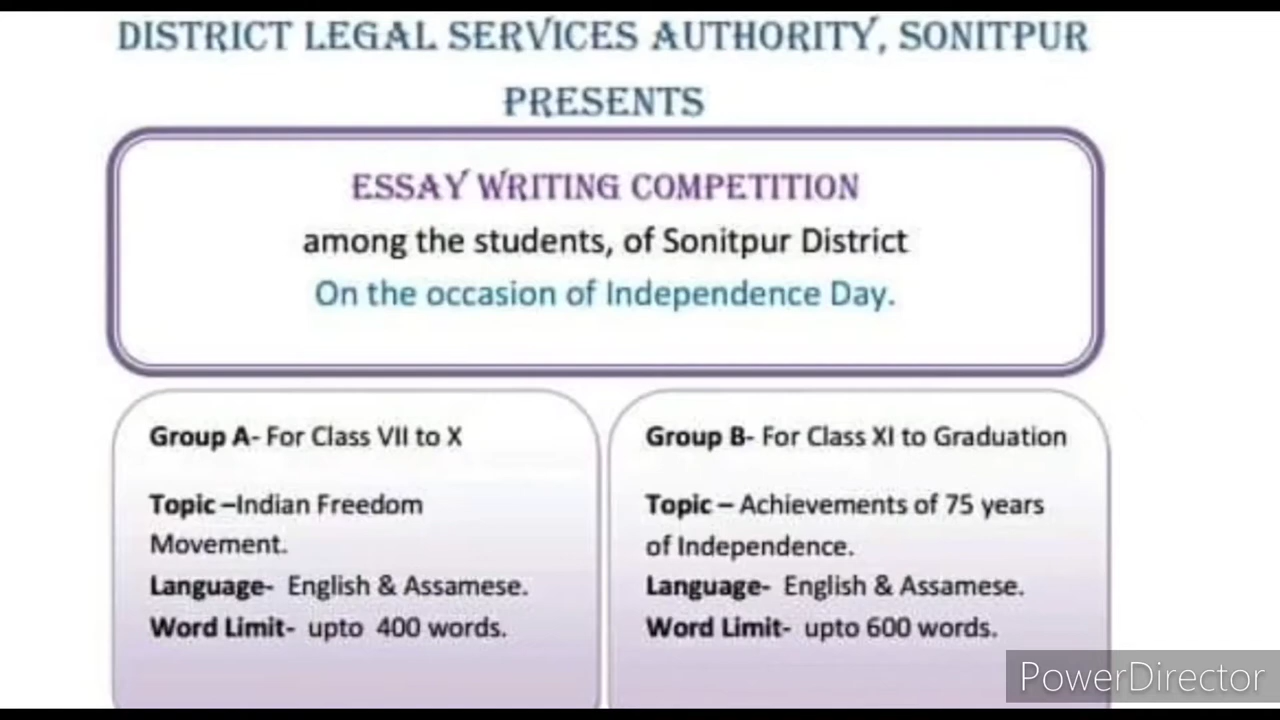 DISTRICT LEGAL SERVICES AUTHORITY, SONITPUR
PRESENTS
ESSAY WRITING COMPETITION
among the students, of Sonitpur District
On the occasion of Independence Day.
Group A- For Class VII to X
Topic –Indian Freedom
Movement.
Language- English & Assamese.
Word Limit- upto 400 words.
Group B- For Class XI to Graduation
Topic – Achievements of 75 years
of Independence.
Language- English & Assamese.
Word Limit- upto 600 words.
PowerDirector